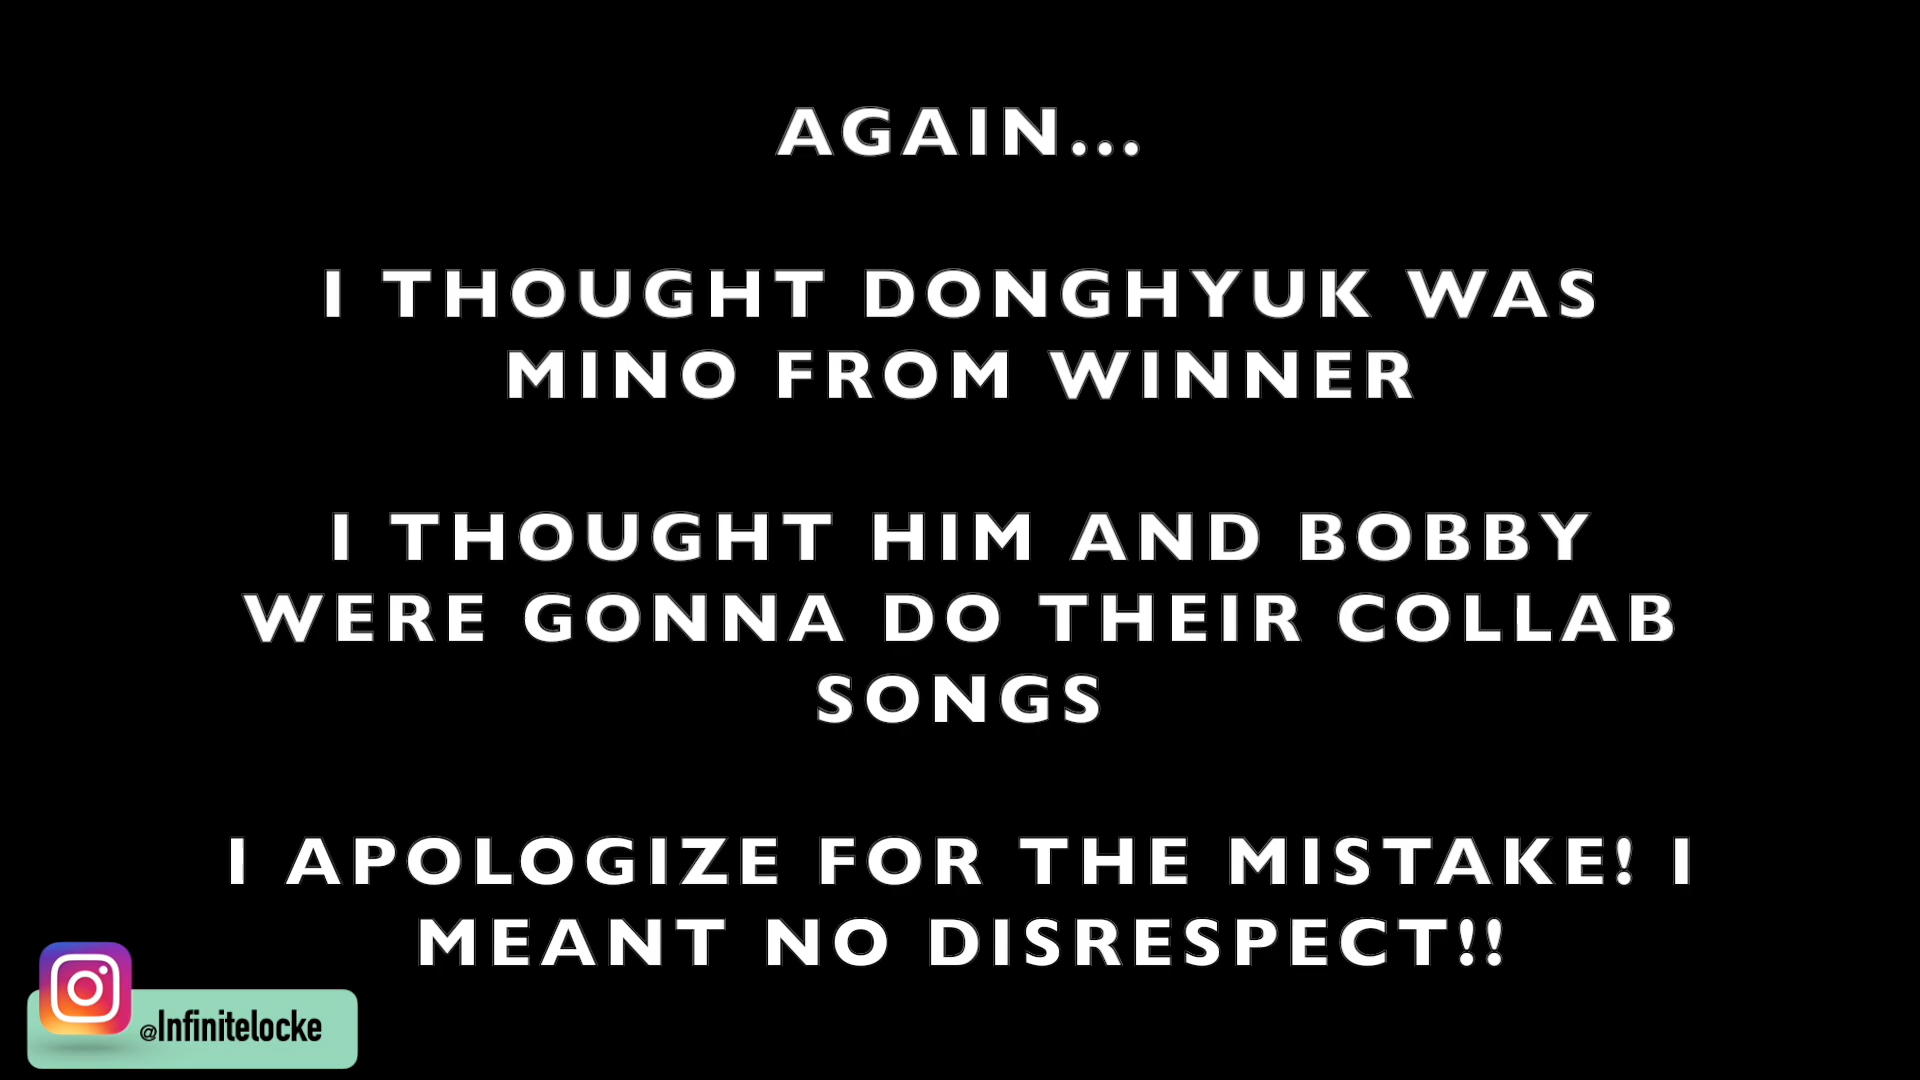 AGAIN...
I THOUGHT DONGHYUK WAS
MINO FROM WINNER
I THOUGHT HIM AND BOBBY
WERE GONNA DO THEIR COLLAB
SONGS
I APOLOGIZE FOR THE MISTAKE! I
MEANT NO DISRESPECT!!
@Infinitelocke